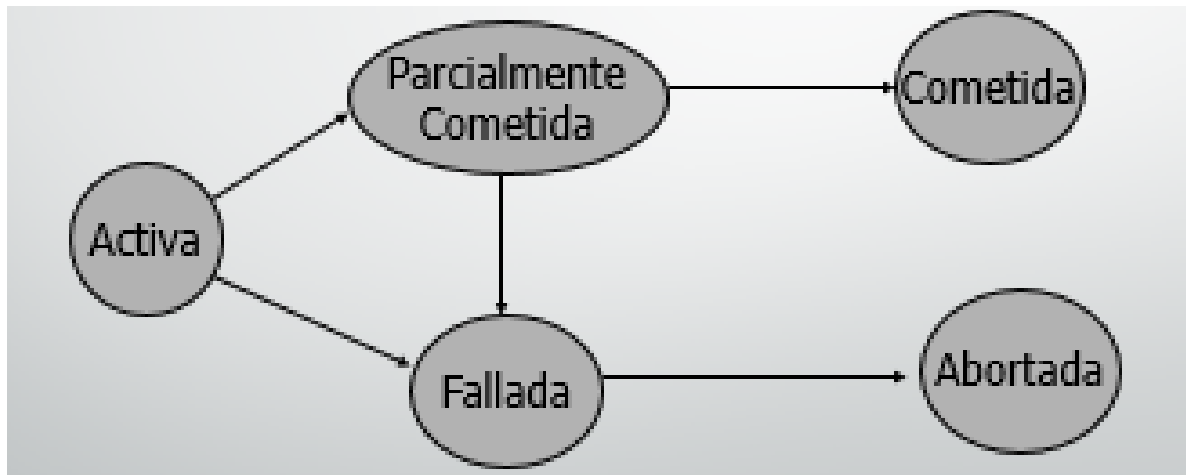 Parcialmente
Cometida
Cometida
Activa
Fallada
Abortada